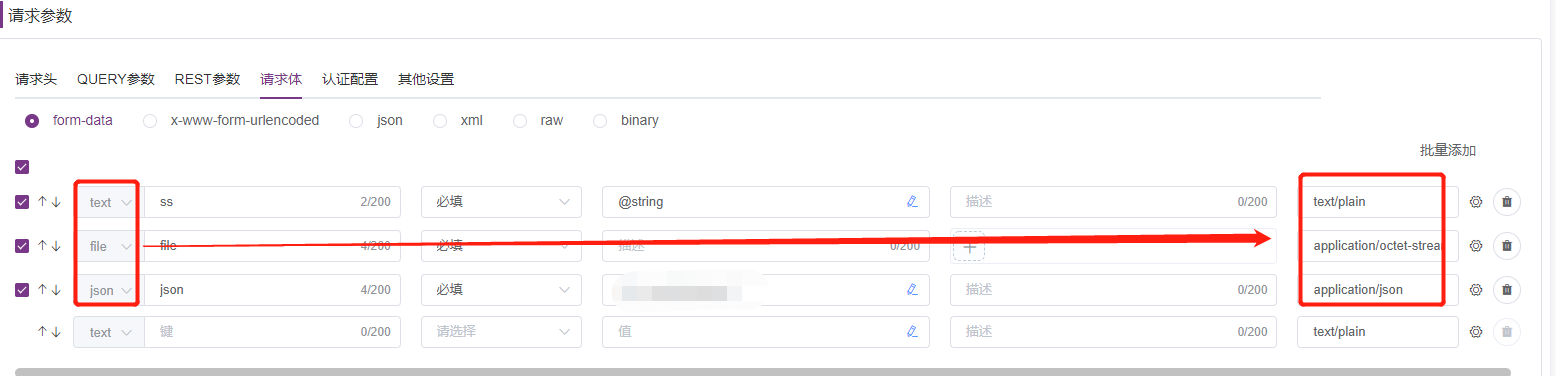 请求参数
请求头 QUERY参数 REST参数 请求体 认证配置 其他设置
form-data x-www-form-urlencoded json xml raw binary
批量添加
text ss 2/200 必填 @string 描述 0/200 text/plain
file file 4/200 必填 描述 0/200 application/octet-strea
json json 4/200 必填 描述 0/200 application/json
text 键 0/200 请选择 值 描述 0/200 text/plain